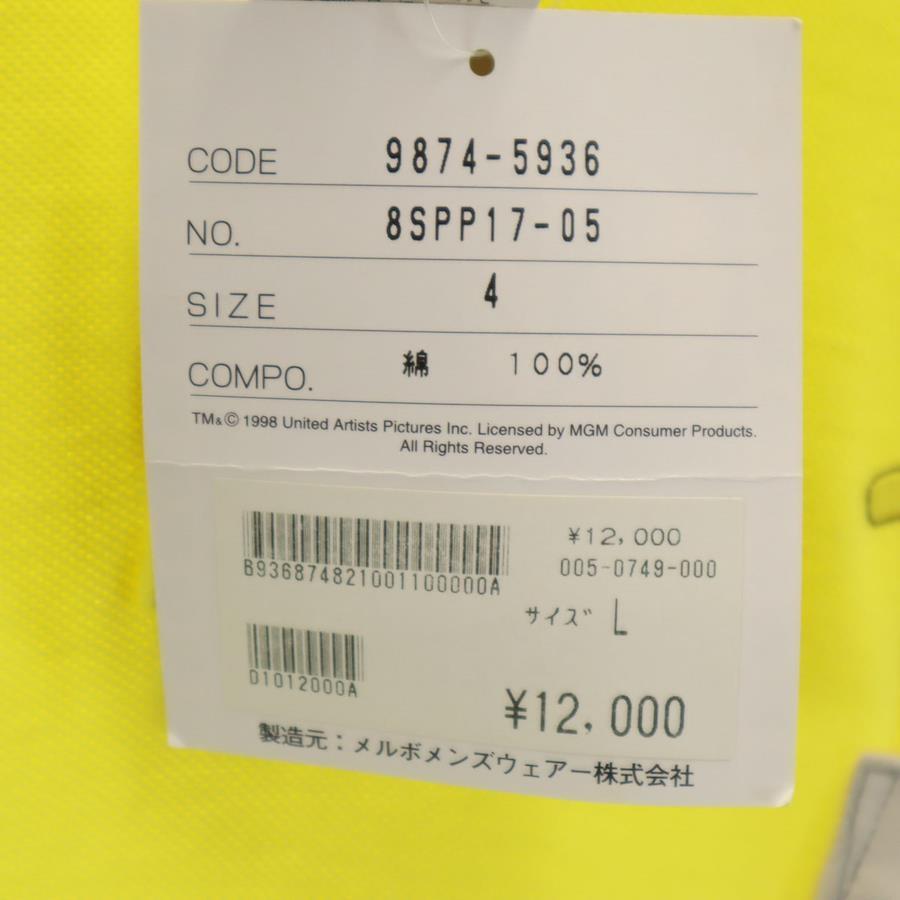 CODE 9874-5936
NO. 8SPP17-05
SIZE 4
COMPO. 綿 100%
TM&© 1998 United Artists Pictures Inc. Licensed by MGM Consumer Products.
All Rights Reserved.
¥12,000
B936874821001100000A 005-0749-000
サイズ L
D1012000A
¥12,000
製造元：メルボメンズウェアー株式会社